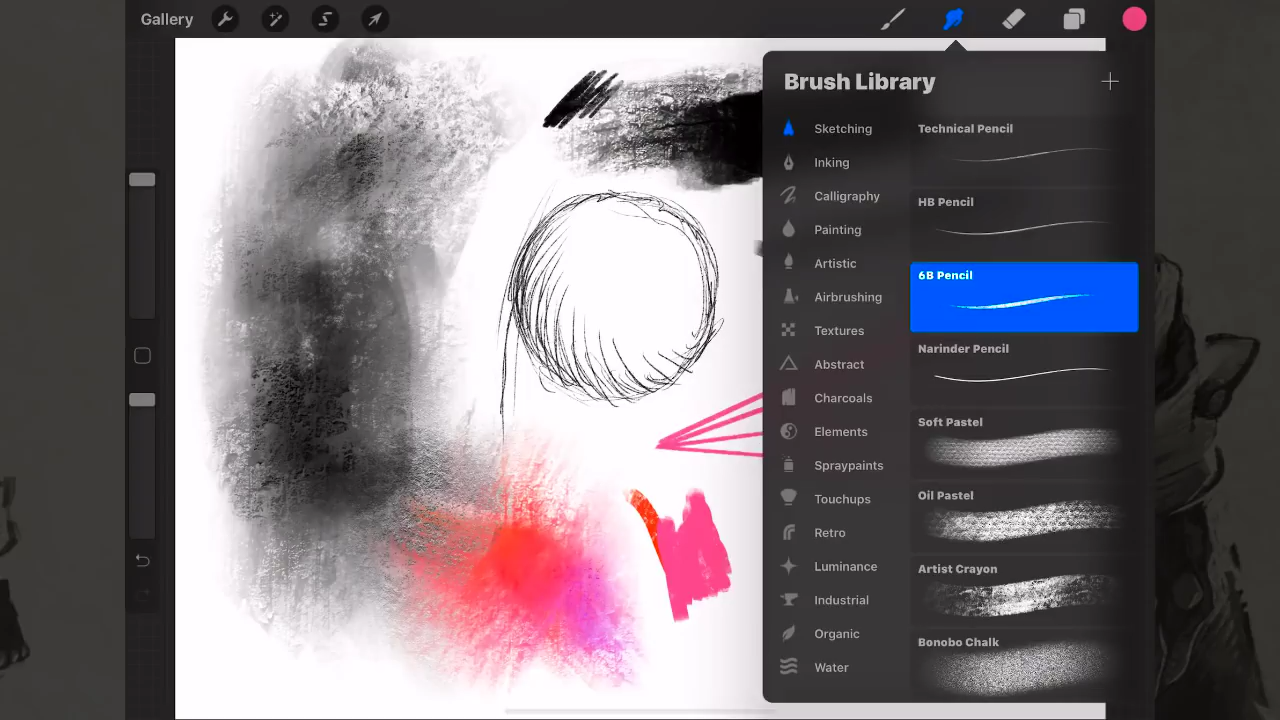 Gallery
Brush Library
Sketching
Inking
Calligraphy
Painting
Artistic
Airbrushing
Textures
Abstract
Charcoals
Elements
Spraypaints
Touchups
Retro
Luminance
Industrial
Organic
Water
Technical Pencil
HB Pencil
6B Pencil
Narinder Pencil
Soft Pastel
Oil Pastel
Artist Crayon
Bonobo Chalk